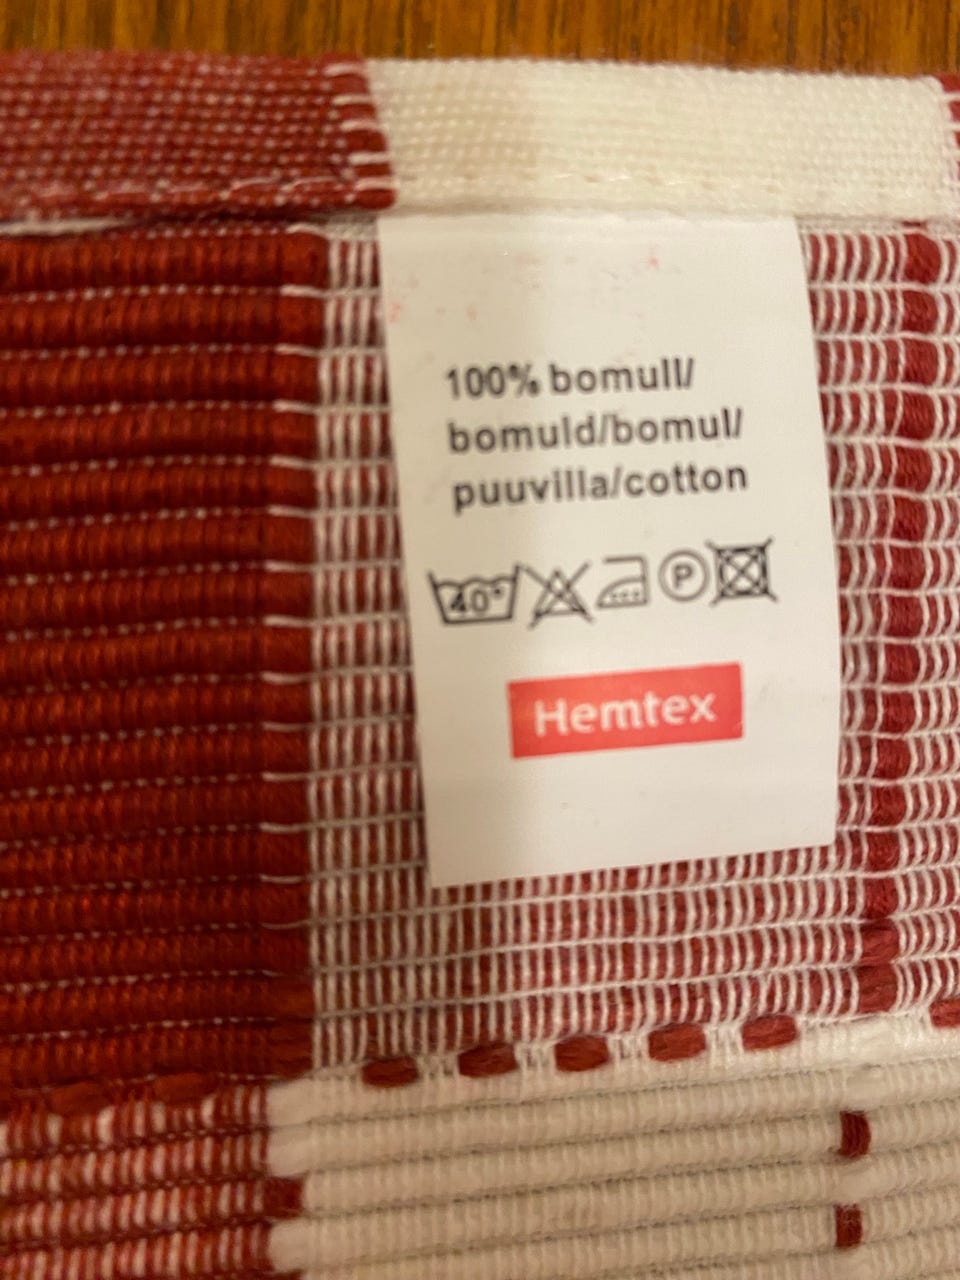 100% bomull/
bomuld/bomul/
puuvilla/cotton
40° P
Hemtex